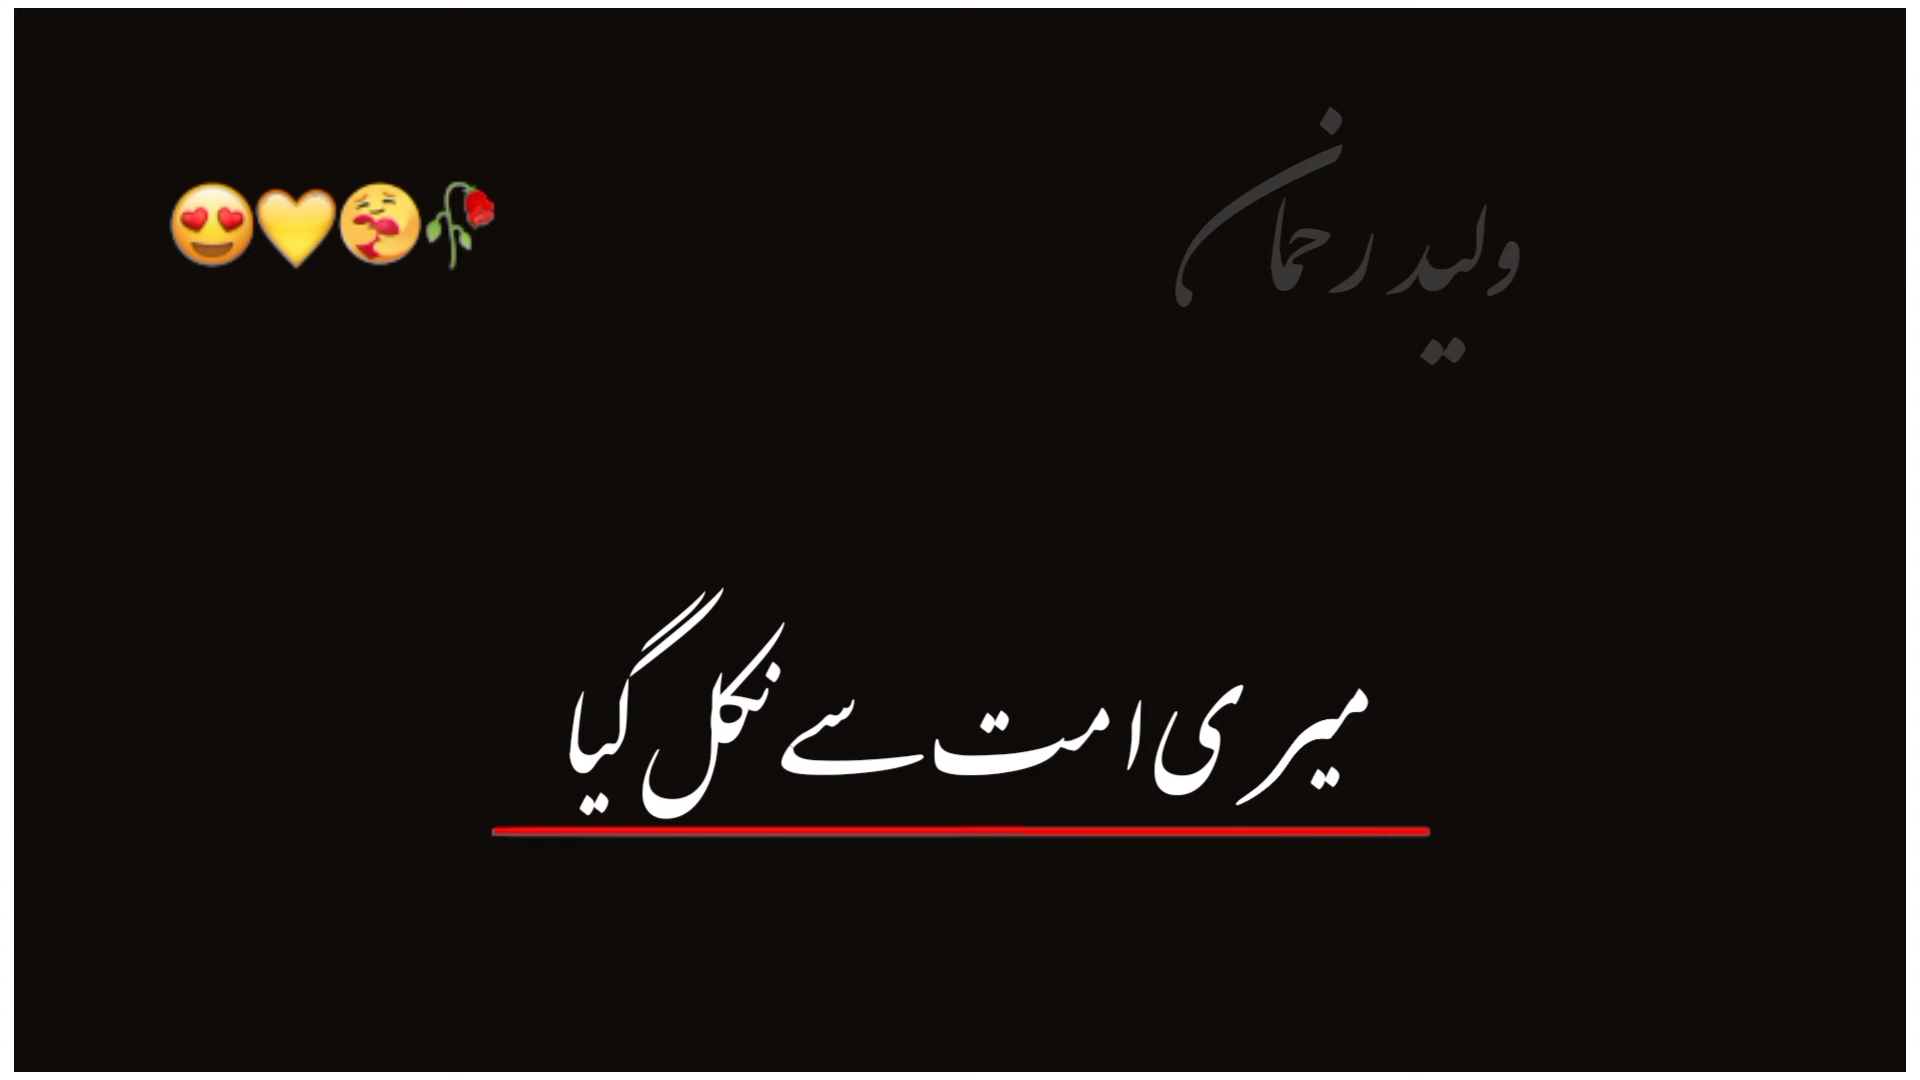 ولید رحمان
😍💛🥰🥀
میری امت سے نکل گیا